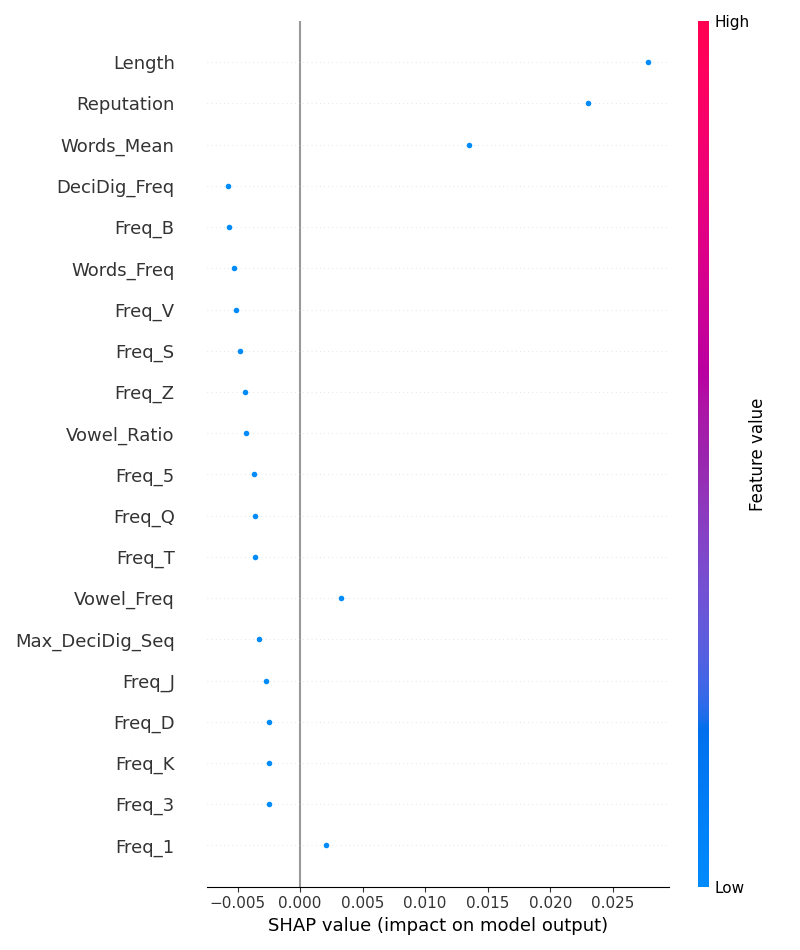 High
Length
Reputation
Words_Mean
DeciDig_Freq
Freq_B
Words_Freq
Freq_V
Freq_S
Freq_Z
Vowel_Ratio
Freq_5
Freq_Q
Freq_T
Vowel_Freq
Max_DeciDig_Seq
Freq_J
Freq_D
Freq_K
Freq_3
Freq_1
Feature value
Low
−0.005 0.000 0.005 0.010 0.015 0.020 0.025
SHAP value (impact on model output)